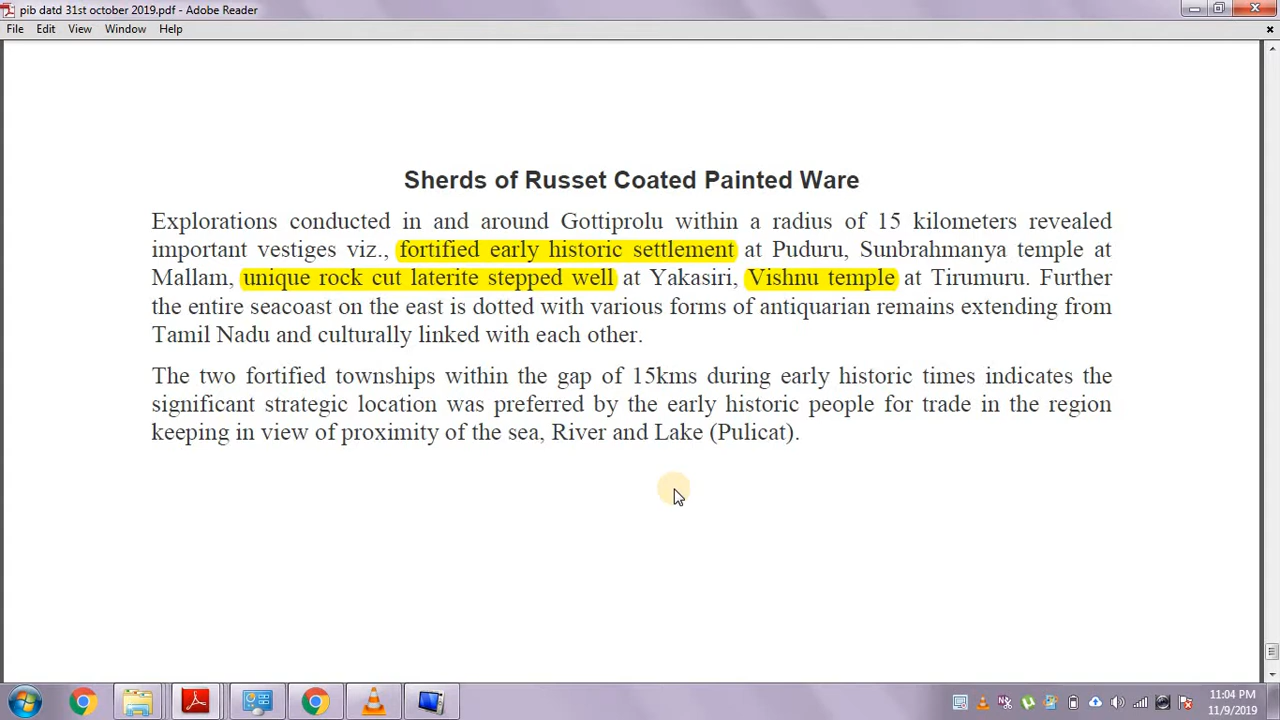 pib datd 31st october 2019.pdf - Adobe Reader
File Edit View Window Help
Sherds of Russet Coated Painted Ware
Explorations conducted in and around Gottiprolu within a radius of 15 kilometers revealed
important vestiges viz., fortified early historic settlement at Puduru, Sunbrahmanya temple at
Mallam, unique rock cut laterite stepped well at Yakasiri, Vishnu temple at Tirumuru. Further
the entire seacoast on the east is dotted with various forms of antiquarian remains extending from
Tamil Nadu and culturally linked with each other.
The two fortified townships within the gap of 15kms during early historic times indicates the
significant strategic location was preferred by the early historic people for trade in the region
keeping in view of proximity of the sea, River and Lake (Pulicat).
11:04 PM
11/9/2019